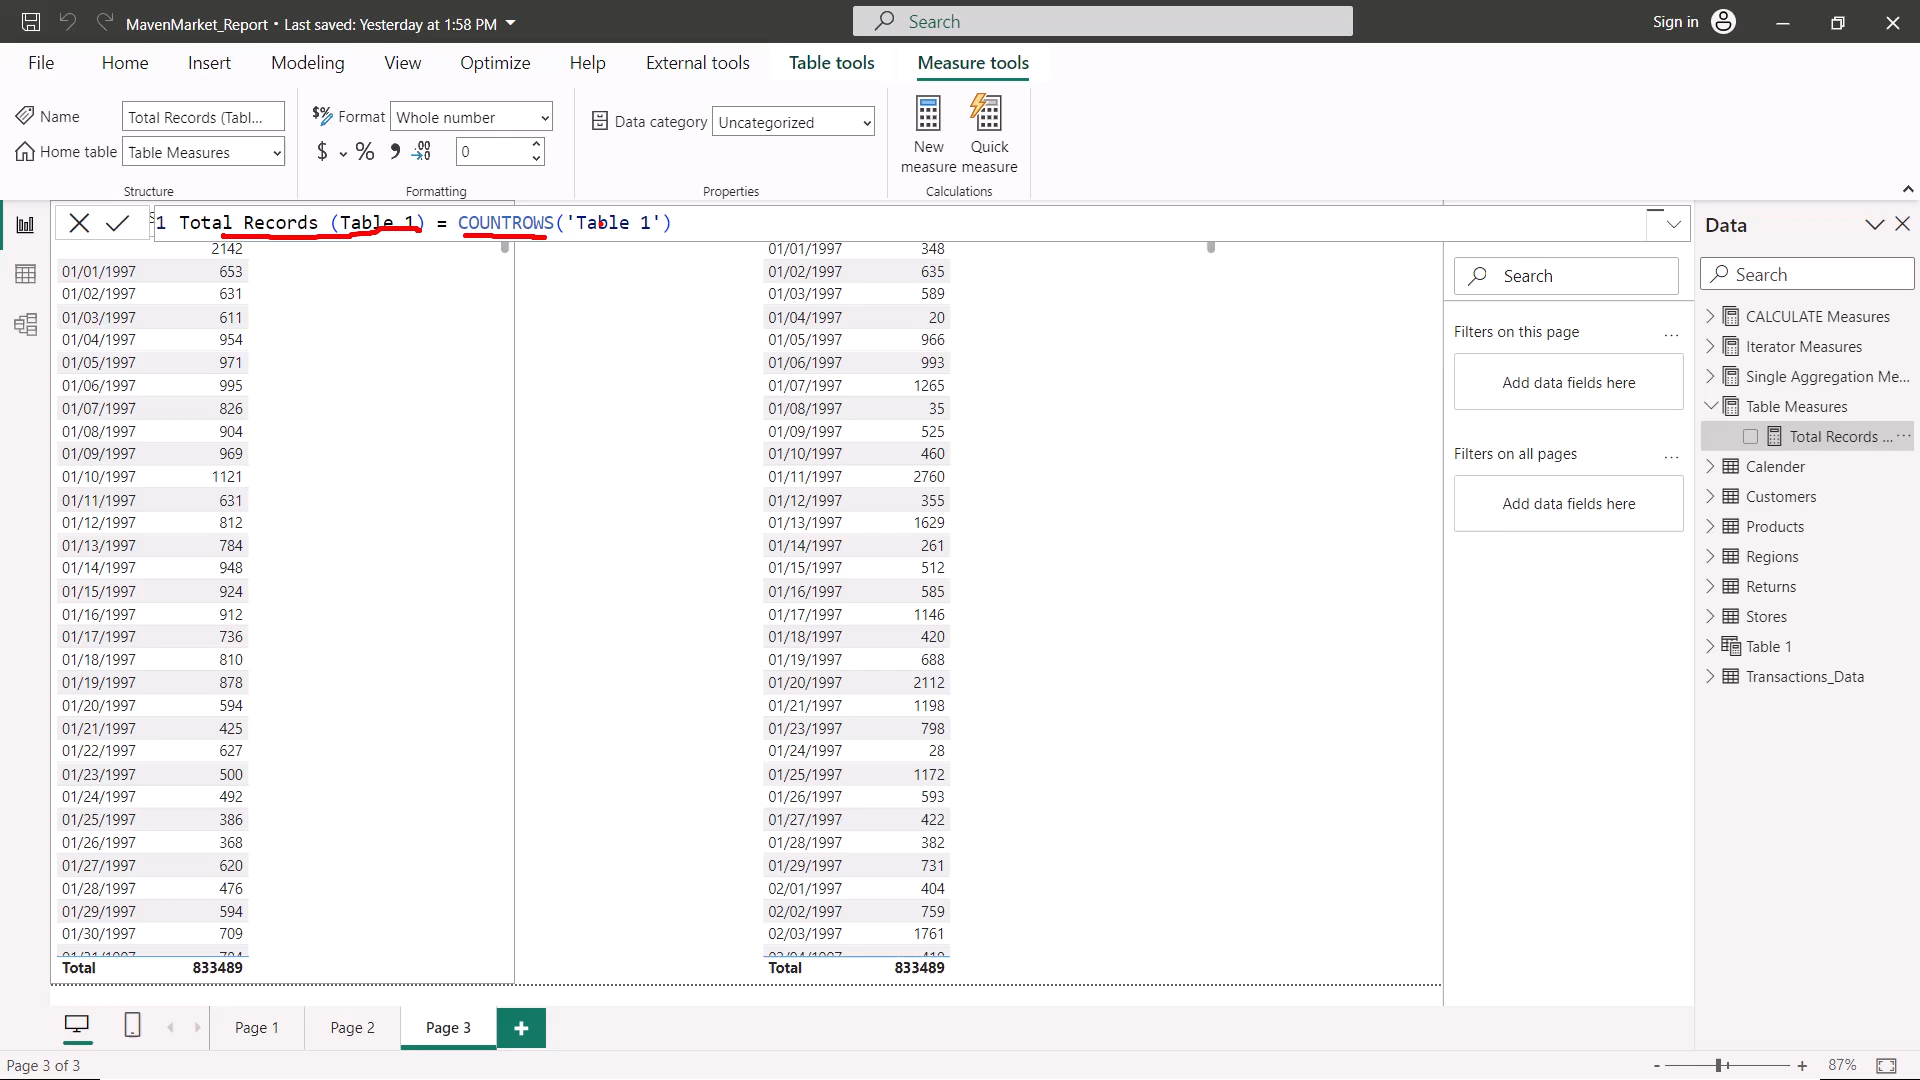 MavenMarket_Report • Last saved: Yesterday at 1:58 PM
Search
Sign in
File Home Insert Modeling View Optimize Help External tools Table tools Measure tools
Name Total Records (Tabl...
Home table Table Measures
Structure
$% Format Whole number
$ % , .00 0
Formatting
Data category Uncategorized
Properties
New measure
Quick measure
Calculations
1 Total Records (Table 1) = COUNTROWS('Table 1')
2142
01/01/1997 653
01/02/1997 631
01/03/1997 611
01/04/1997 954
01/05/1997 971
01/06/1997 995
01/07/1997 826
01/08/1997 904
01/09/1997 969
01/10/1997 1121
01/11/1997 631
01/12/1997 812
01/13/1997 784
01/14/1997 948
01/15/1997 924
01/16/1997 912
01/17/1997 736
01/18/1997 810
01/19/1997 878
01/20/1997 594
01/21/1997 425
01/22/1997 627
01/23/1997 500
01/24/1997 492
01/25/1997 386
01/26/1997 368
01/27/1997 620
01/28/1997 476
01/29/1997 594
01/30/1997 709
Total 833489
01/01/1997 348
01/02/1997 635
01/03/1997 589
01/04/1997 20
01/05/1997 966
01/06/1997 993
01/07/1997 1265
01/08/1997 35
01/09/1997 525
01/10/1997 460
01/11/1997 2760
01/12/1997 355
01/13/1997 1629
01/14/1997 261
01/15/1997 512
01/16/1997 585
01/17/1997 1146
01/18/1997 420
01/19/1997 688
01/20/1997 2112
01/21/1997 1198
01/23/1997 798
01/24/1997 28
01/25/1997 1172
01/26/1997 593
01/27/1997 422
01/28/1997 382
01/29/1997 731
02/01/1997 404
02/02/1997 759
02/03/1997 1761
Total 833489
Search
Filters on this page ...
Add data fields here
Filters on all pages ...
Add data fields here
Data
Search
CALCULATE Measures
Iterator Measures
Single Aggregation Me...
Table Measures
Total Records ... ...
Calender
Customers
Products
Regions
Returns
Stores
Table 1
Transactions_Data
Page 1 Page 2 Page 3 +
Page 3 of 3
- + 87%